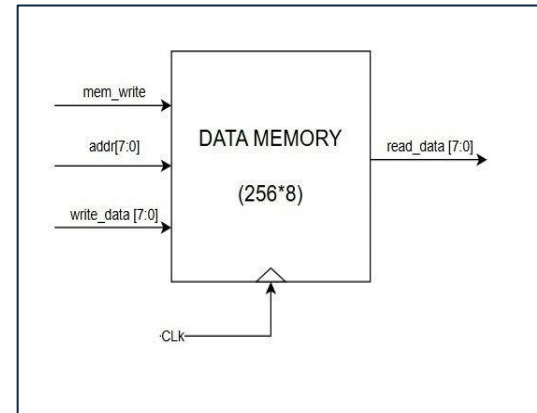 mem_write
addr[7:0]
write_data [7:0]
DATA MEMORY
(256*8)
read_data [7:0]
CLk